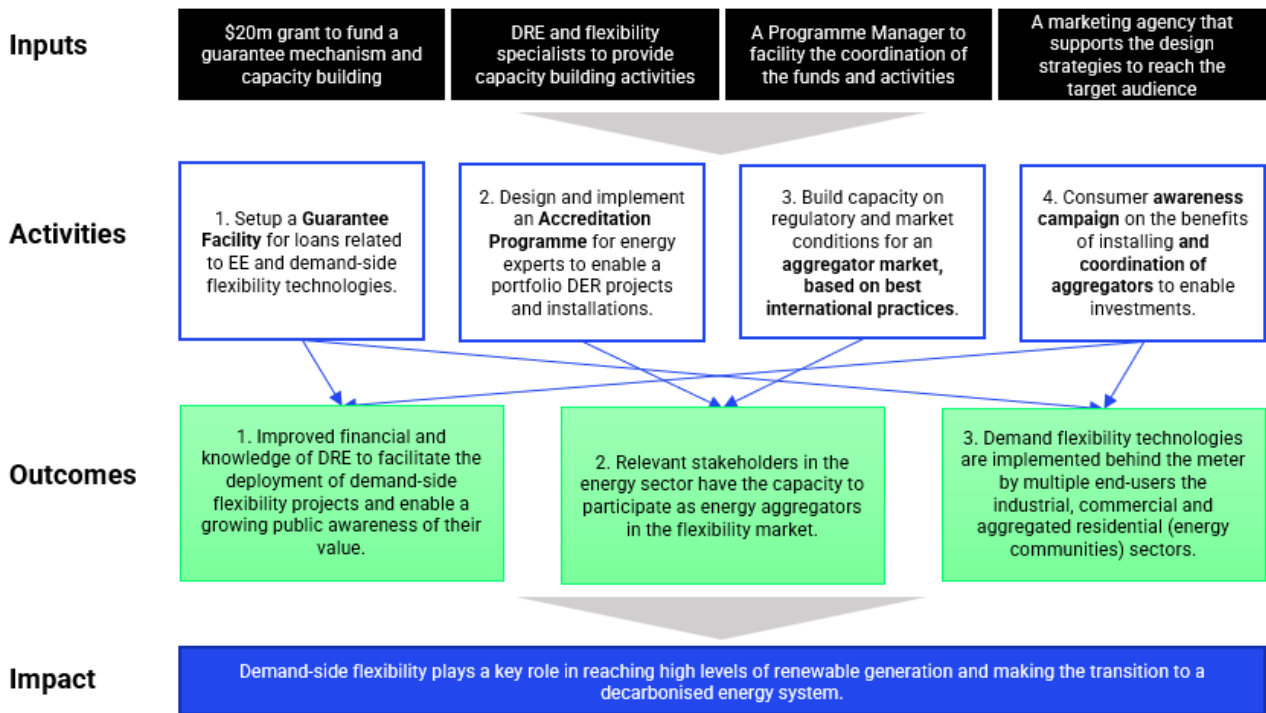 Inputs
$20m grant to fund a
guarantee mechanism and
capacity building
DRE and flexibility
specialists to provide
capacity building activities
A Programme Manager to
facility the coordination of
the funds and activities
A marketing agency that
supports the design
strategies to reach the
target audience
Activities
1. Setup a Guarantee
Facility for loans related
to EE and demand-side
flexibility technologies.
2. Design and implement
an Accreditation
Programme for energy
experts to enable a
portfolio DER projects
and installations.
3. Build capacity on
regulatory and market
conditions for an
aggregator market,
based on best
international practices.
4. Consumer awareness
campaign on the benefits
of installing and
coordination of
aggregators to enable
investments.
Outcomes
1. Improved financial and
knowledge of DRE to facilitate the
deployment of demand-side
flexibility projects and enable a
growing public awareness of their
value.
2. Relevant stakeholders in the
energy sector have the capacity to
participate as energy aggregators
in the flexibility market.
3. Demand flexibility technologies
are implemented behind the meter
by multiple end-users the
industrial, commercial and
aggregated residential (energy
communities) sectors.
Impact
Demand-side flexibility plays a key role in reaching high levels of renewable generation and making the transition to a
decarbonised energy system.